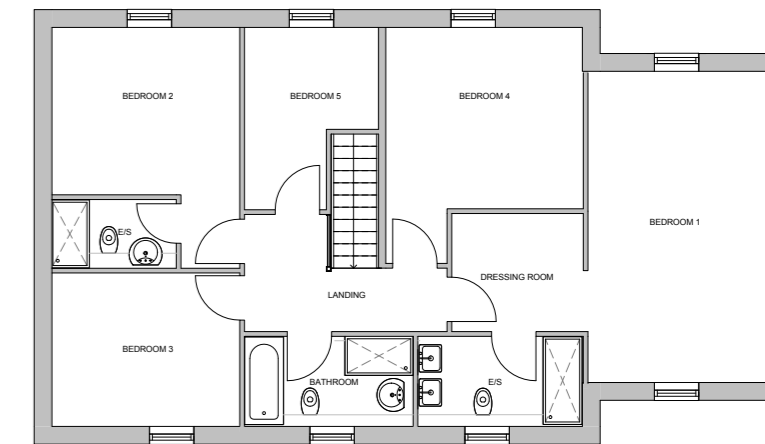 BEDROOM 2
BEDROOM 5
BEDROOM 4
BEDROOM 1
E/S
DRESSING ROOM
LANDING
BEDROOM 3
BATHROOM
E/S